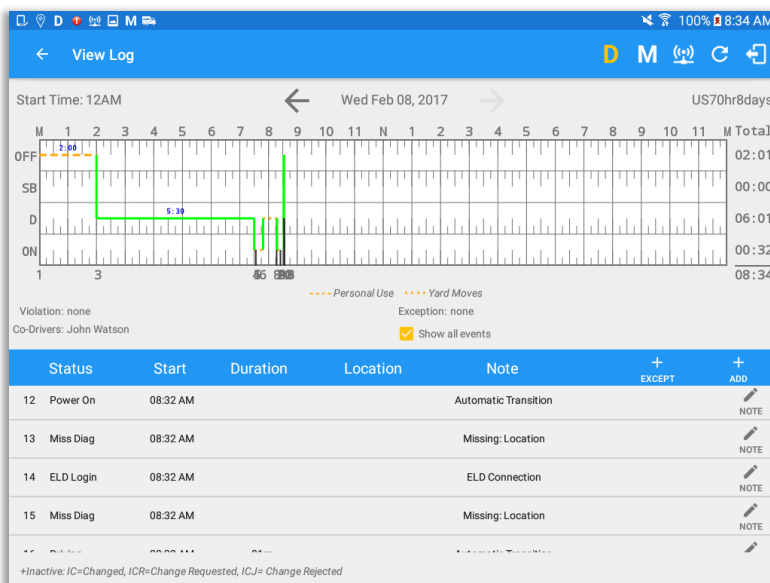 D M 100% 8:34 AM
View Log D M
Start Time: 12AM Wed Feb 08, 2017 US70hr8days
M 1 2 3 4 5 6 7 8 9 10 11 N 1 2 3 4 5 6 7 8 9 10 11 M Total
2:00
OFF 02:01
SB 00:00
5:30
D 06:01
ON 00:32
1 3 08:34
Personal Use Yard Moves
Violation: none Exception: none
Co-Drivers: John Watson Show all events
Status Start Duration Location Note + EXCEPT + ADD
12 Power On 08:32 AM Automatic Transition NOTE
13 Miss Diag 08:32 AM Missing: Location NOTE
14 ELD Login 08:32 AM ELD Connection NOTE
15 Miss Diag 08:32 AM Missing: Location NOTE
+Inactive: IC=Changed, ICR=Change Requested, ICJ= Change Rejected